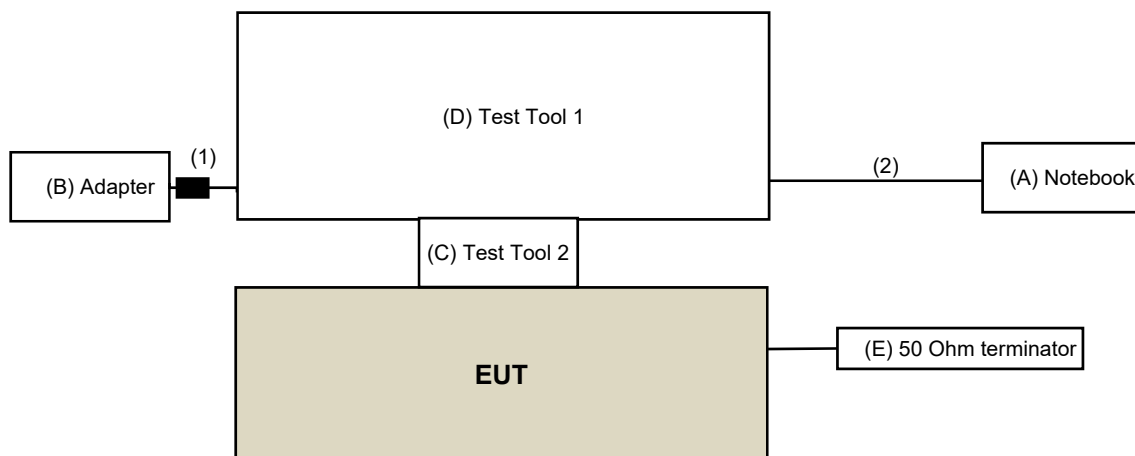 (D) Test Tool 1
(1)
(2)
(B) Adapter
(A) Notebook
(C) Test Tool 2
(E) 50 Ohm terminator
EUT